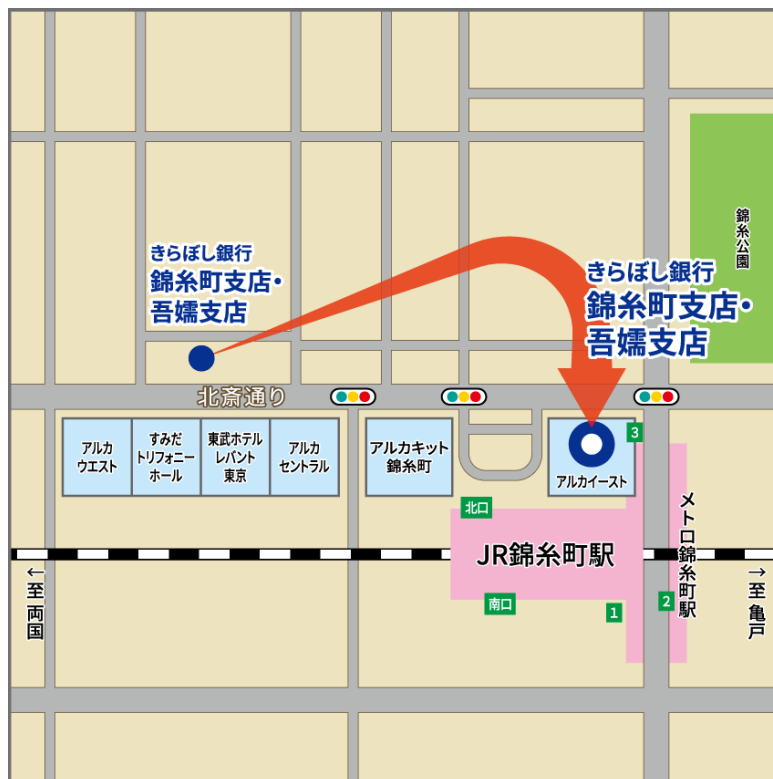 錦糸公園
きらぼし銀行
錦糸町支店・
吾嬬支店
きらぼし銀行
錦糸町支店・
吾嬬支店
北斎通り
アルカ
ウエスト
すみだ
トリフォニー
ホール
東武ホテル
レバント
東京
アルカ
セントラル
アルカキット
錦糸町
アルカイースト
3
北口
JR錦糸町駅
メトロ錦糸町駅
南口
1
2
←至 両国
→至 亀戸